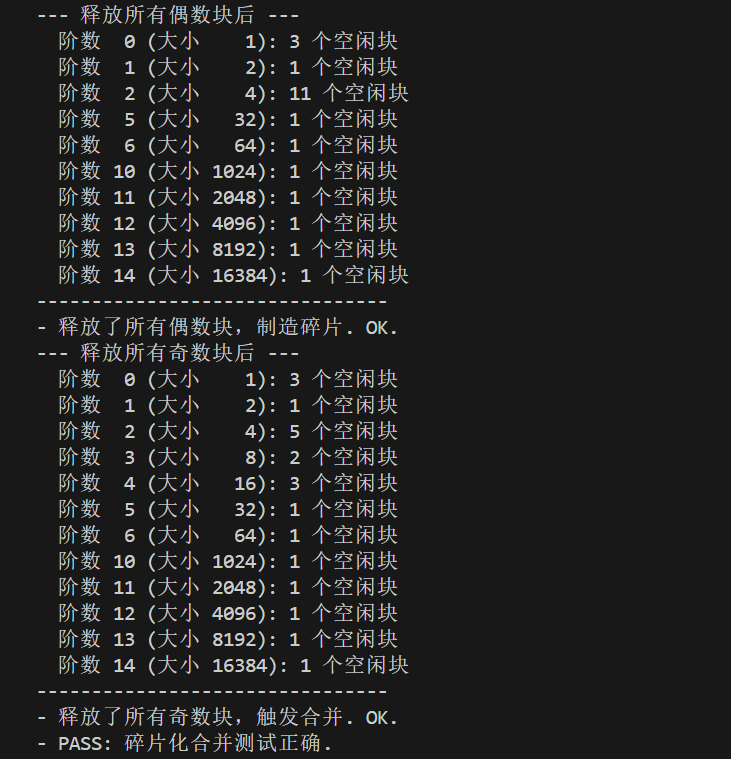 --- 释放所有偶数块后 ---
阶数  0 (大小    1): 3 个空闲块
阶数  1 (大小    2): 1 个空闲块
阶数  2 (大小    4): 11 个空闲块
阶数  5 (大小   32): 1 个空闲块
阶数  6 (大小   64): 1 个空闲块
阶数 10 (大小 1024): 1 个空闲块
阶数 11 (大小 2048): 1 个空闲块
阶数 12 (大小 4096): 1 个空闲块
阶数 13 (大小 8192): 1 个空闲块
阶数 14 (大小 16384): 1 个空闲块
--------------------------------
- 释放了所有偶数块，制造碎片. OK.
--- 释放所有奇数块后 ---
阶数  0 (大小    1): 3 个空闲块
阶数  1 (大小    2): 1 个空闲块
阶数  2 (大小    4): 5 个空闲块
阶数  3 (大小    8): 2 个空闲块
阶数  4 (大小   16): 3 个空闲块
阶数  5 (大小   32): 1 个空闲块
阶数  6 (大小   64): 1 个空闲块
阶数 10 (大小 1024): 1 个空闲块
阶数 11 (大小 2048): 1 个空闲块
阶数 12 (大小 4096): 1 个空闲块
阶数 13 (大小 8192): 1 个空闲块
阶数 14 (大小 16384): 1 个空闲块
--------------------------------
- 释放了所有奇数块，触发合并. OK.
- PASS: 碎片化合并测试正确.